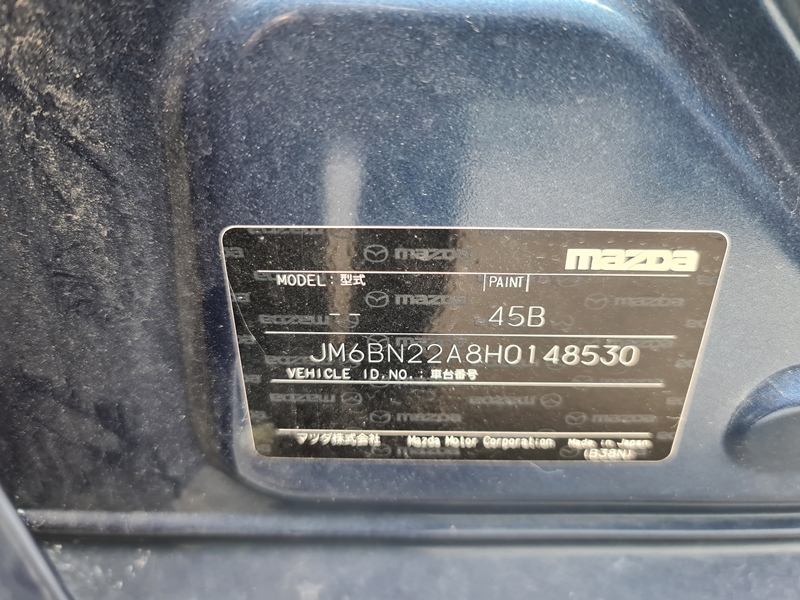 mazda
MODEL : 型式 PAINT
-- 45B
JM6BN22A8H0148530
VEHICLE ID.NO. : 車台番号
マツダ株式会社 Mazda Motor Corporation Made in Japan
(B38N)